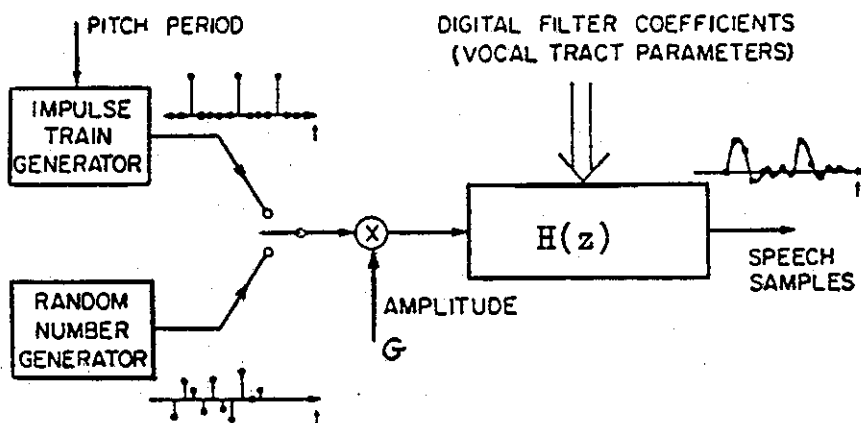 PITCH PERIOD
DIGITAL FILTER COEFFICIENTS
(VOCAL TRACT PARAMETERS)
IMPULSE
TRAIN
GENERATOR
t
t
H(z)
X
SPEECH
SAMPLES
AMPLITUDE
G
RANDOM
NUMBER
GENERATOR
t